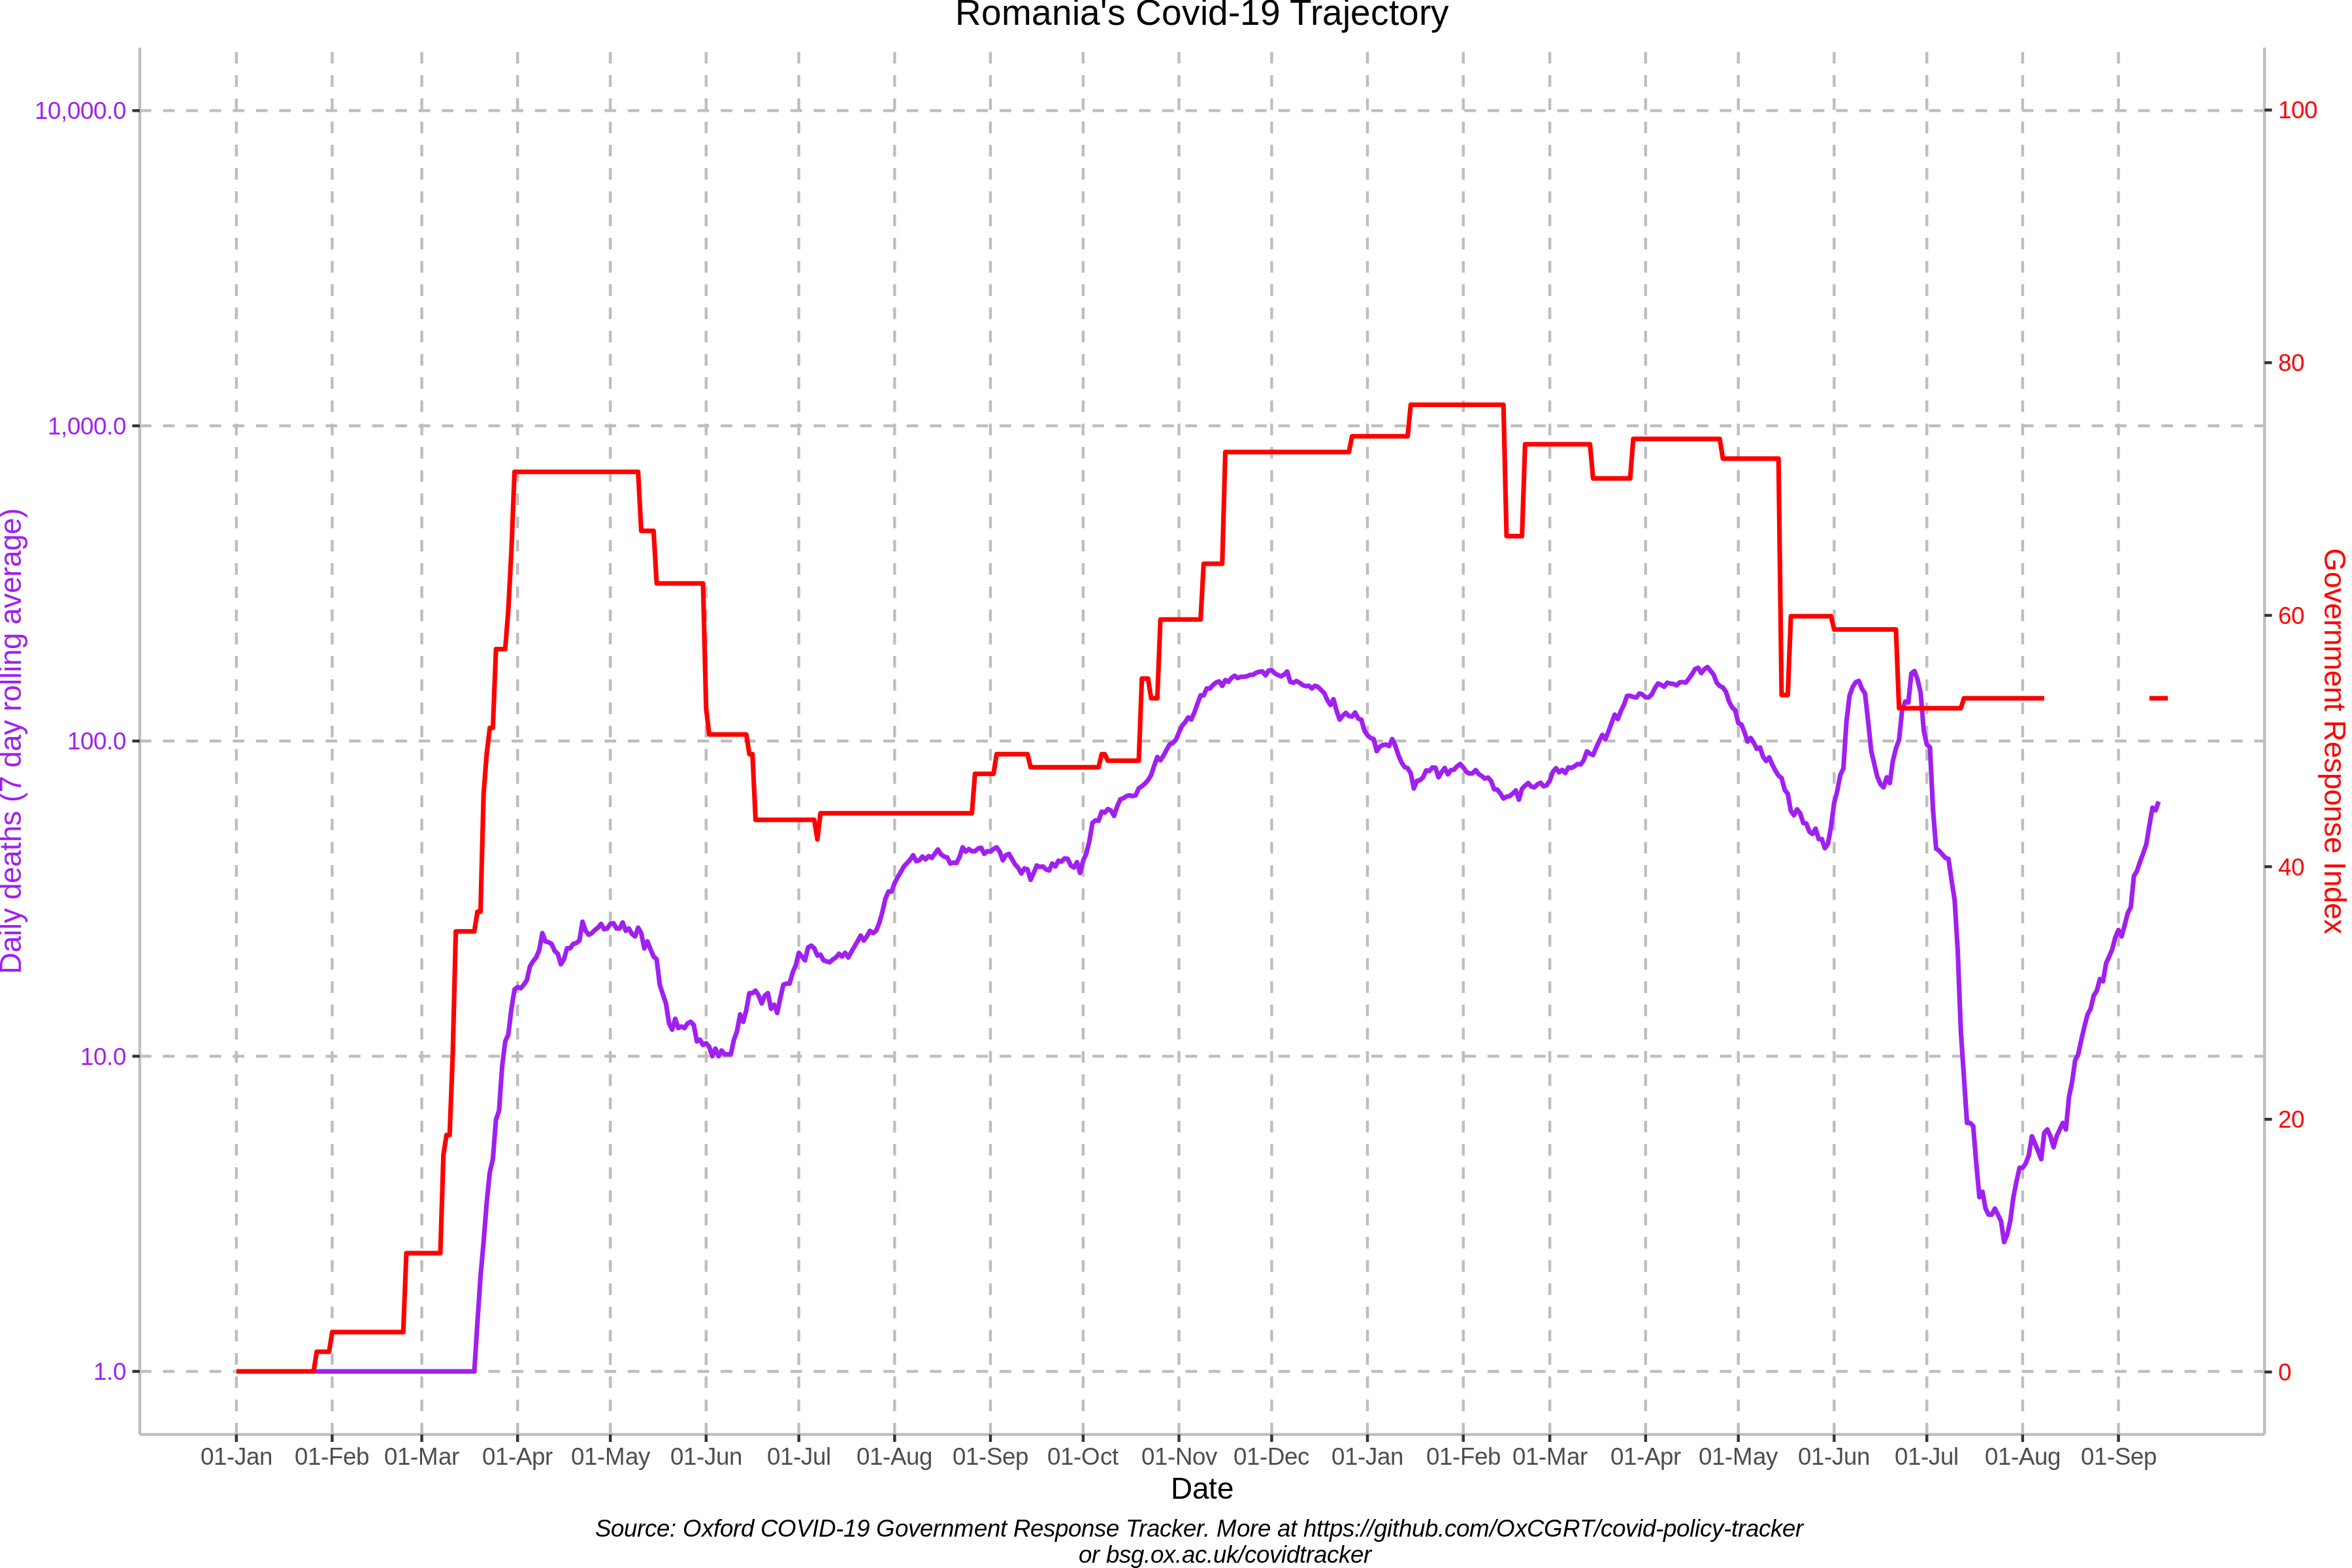 Romania's Covid-19 Trajectory
10,000.0
1,000.0
100.0
10.0
1.0
Daily deaths (7 day rolling average)
100
80
60
40
20
0
Government Response Index
01-Jan 01-Feb 01-Mar 01-Apr 01-May 01-Jun 01-Jul 01-Aug 01-Sep 01-Oct 01-Nov 01-Dec 01-Jan 01-Feb 01-Mar 01-Apr 01-May 01-Jun 01-Jul 01-Aug 01-Sep
Date
Source: Oxford COVID-19 Government Response Tracker. More at https://github.com/OxCGRT/covid-policy-tracker
or bsg.ox.ac.uk/covidtracker